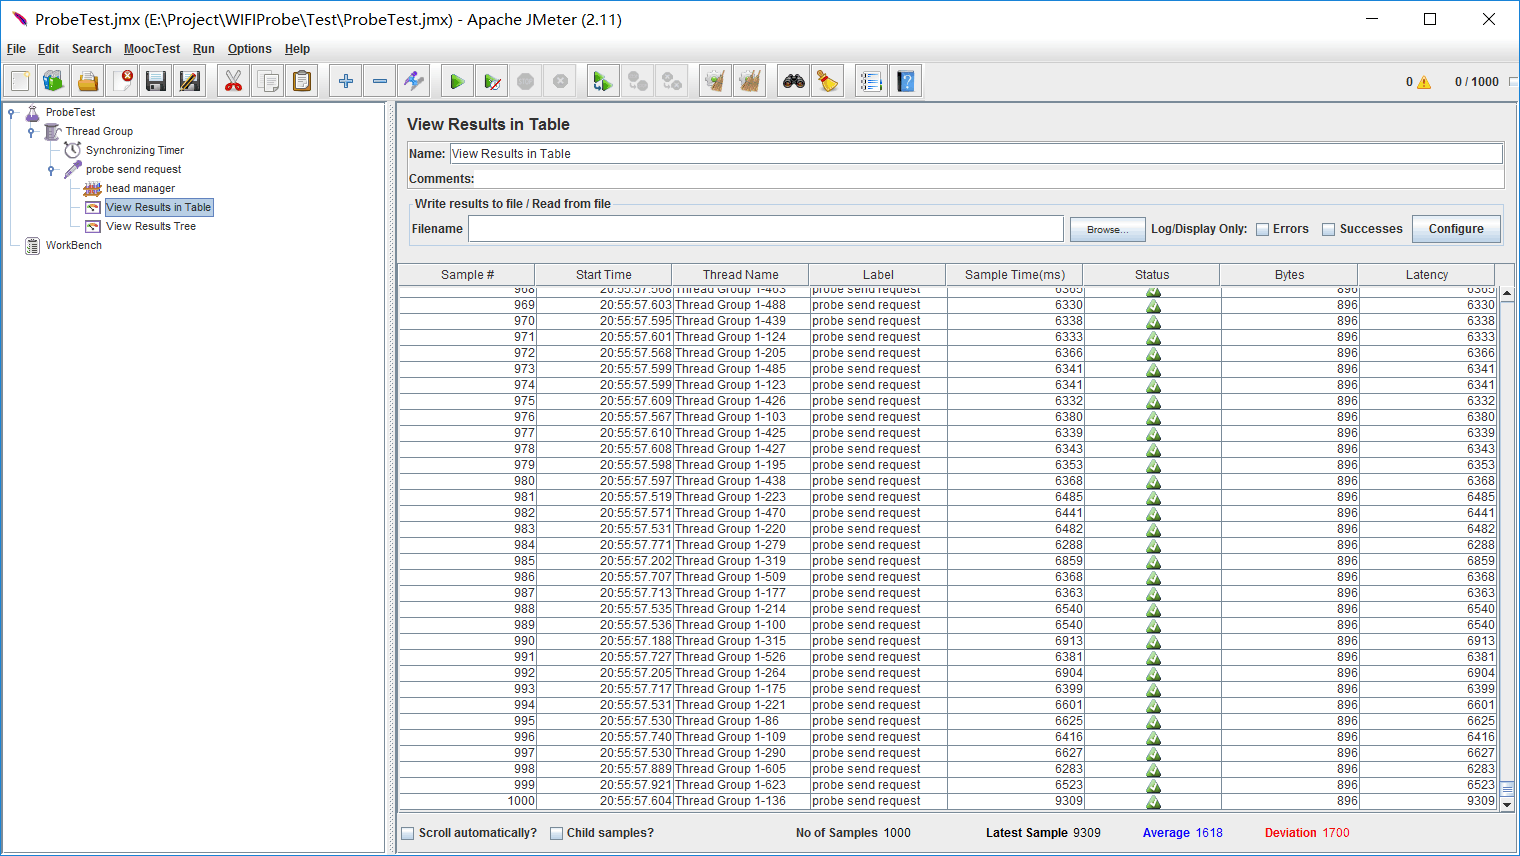 ProbeTest.jmx (E:\Project\WIFIProbe\Test\ProbeTest.jmx) - Apache JMeter (2.11)
File Edit Search MoocTest Run Options Help
0 0 / 1000
ProbeTest
Thread Group
Synchronizing Timer
probe send request
head manager
View Results in Table
View Results Tree
WorkBench
View Results in Table
Name: View Results in Table
Comments:
Write results to file / Read from file
Filename Browse... Log/Display Only: Errors Successes Configure
Sample # Start Time Thread Name Label Sample Time(ms) Status Bytes Latency
968 20:55:57.568 Thread Group 1-463 probe send request 6365 896 6365
969 20:55:57.603 Thread Group 1-488 probe send request 6330 896 6330
970 20:55:57.595 Thread Group 1-439 probe send request 6338 896 6338
971 20:55:57.601 Thread Group 1-124 probe send request 6333 896 6333
972 20:55:57.568 Thread Group 1-205 probe send request 6366 896 6366
973 20:55:57.599 Thread Group 1-485 probe send request 6341 896 6341
974 20:55:57.599 Thread Group 1-123 probe send request 6341 896 6341
975 20:55:57.609 Thread Group 1-426 probe send request 6332 896 6332
976 20:55:57.567 Thread Group 1-103 probe send request 6380 896 6380
977 20:55:57.610 Thread Group 1-425 probe send request 6339 896 6339
978 20:55:57.608 Thread Group 1-427 probe send request 6343 896 6343
979 20:55:57.598 Thread Group 1-195 probe send request 6353 896 6353
980 20:55:57.597 Thread Group 1-438 probe send request 6368 896 6368
981 20:55:57.519 Thread Group 1-223 probe send request 6485 896 6485
982 20:55:57.571 Thread Group 1-470 probe send request 6441 896 6441
983 20:55:57.531 Thread Group 1-220 probe send request 6482 896 6482
984 20:55:57.771 Thread Group 1-279 probe send request 6288 896 6288
985 20:55:57.202 Thread Group 1-319 probe send request 6859 896 6859
986 20:55:57.707 Thread Group 1-509 probe send request 6368 896 6368
987 20:55:57.713 Thread Group 1-177 probe send request 6363 896 6363
988 20:55:57.535 Thread Group 1-214 probe send request 6540 896 6540
989 20:55:57.536 Thread Group 1-100 probe send request 6540 896 6540
990 20:55:57.188 Thread Group 1-315 probe send request 6913 896 6913
991 20:55:57.727 Thread Group 1-526 probe send request 6381 896 6381
992 20:55:57.205 Thread Group 1-264 probe send request 6904 896 6904
993 20:55:57.717 Thread Group 1-175 probe send request 6399 896 6399
994 20:55:57.531 Thread Group 1-221 probe send request 6601 896 6601
995 20:55:57.530 Thread Group 1-86 probe send request 6625 896 6625
996 20:55:57.740 Thread Group 1-109 probe send request 6416 896 6416
997 20:55:57.530 Thread Group 1-290 probe send request 6627 896 6627
998 20:55:57.889 Thread Group 1-605 probe send request 6283 896 6283
999 20:55:57.921 Thread Group 1-623 probe send request 6523 896 6523
1000 20:55:57.604 Thread Group 1-136 probe send request 9309 896 9309
Scroll automatically? Child samples? No of Samples 1000 Latest Sample 9309 Average 1618 Deviation 1700